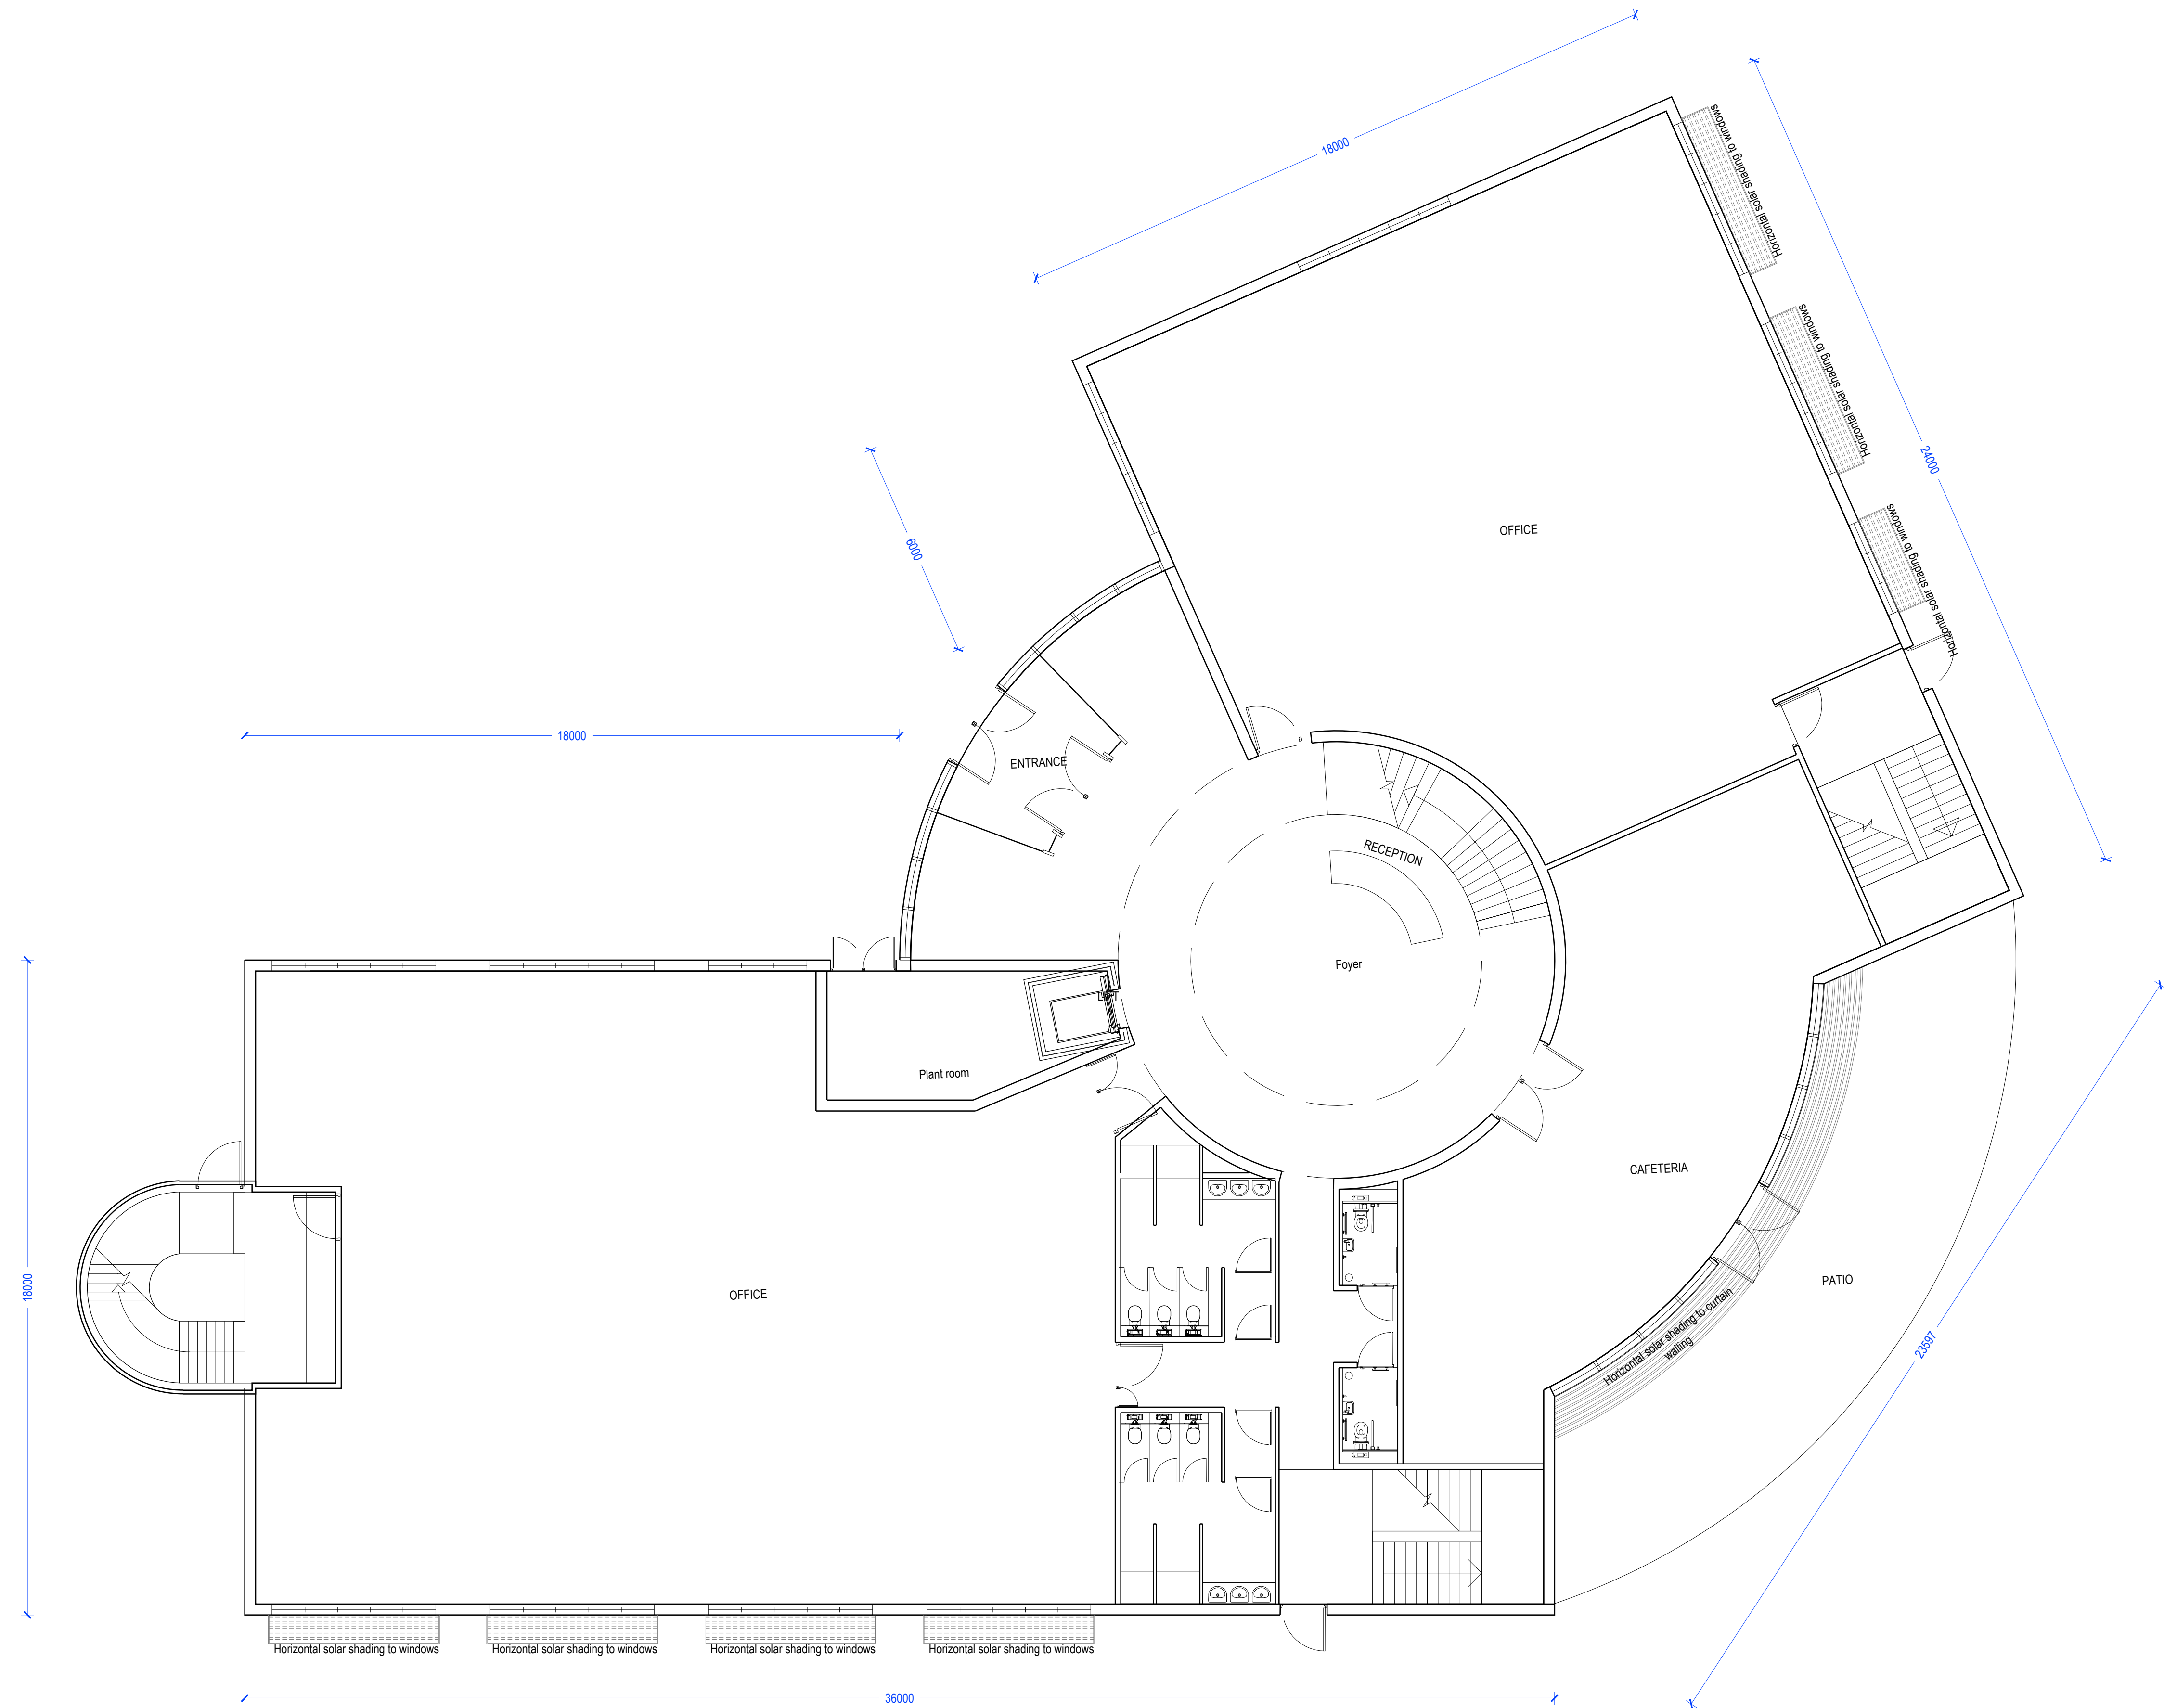 18000
Horizontal solar shading to windows
24000
Horizontal solar shading to windows
OFFICE
6000
Horizontal solar shading to windows
18000
ENTRANCE
RECEPTION
Foyer
Plant room
CAFETERIA
PATIO
18000
OFFICE
Horizontal solar shading to curtain
walling
23597
Horizontal solar shading to windows
Horizontal solar shading to windows
Horizontal solar shading to windows
Horizontal solar shading to windows
36000